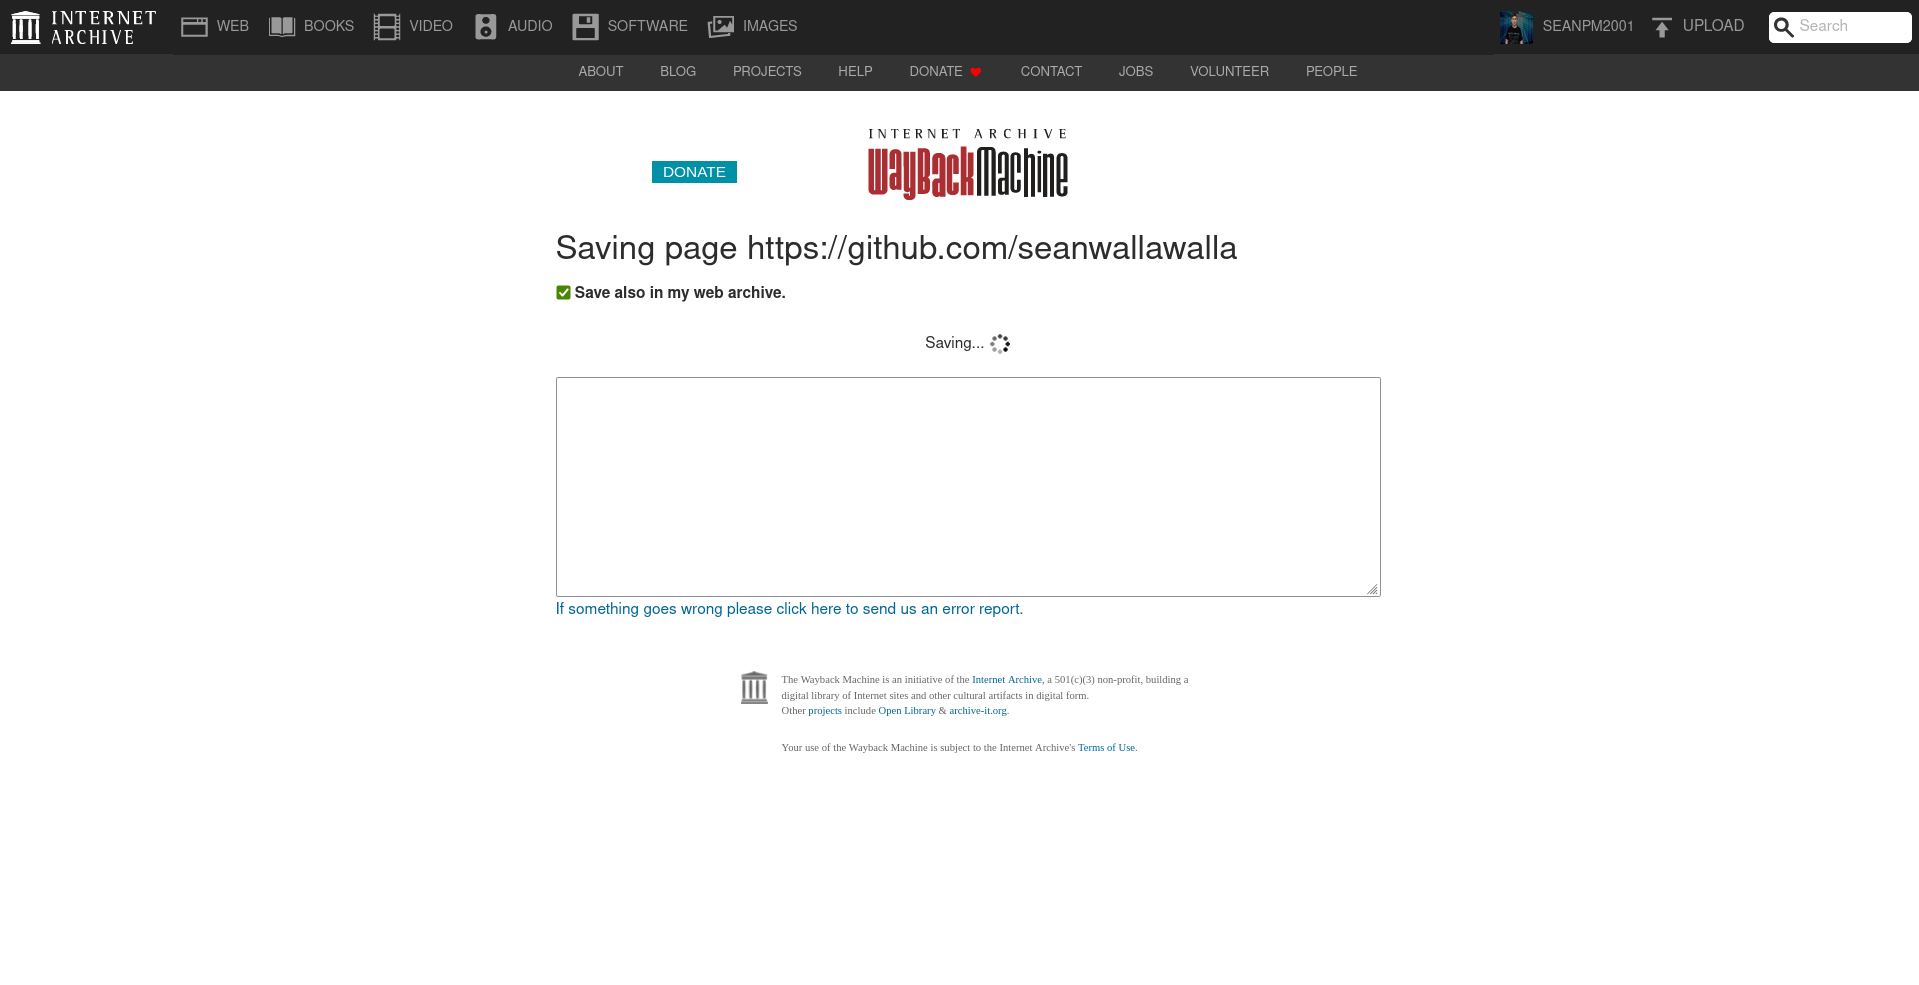 INTERNET ARCHIVE
WEB BOOKS VIDEO AUDIO SOFTWARE IMAGES SEANPM2001 UPLOAD Search
ABOUT BLOG PROJECTS HELP DONATE CONTACT JOBS VOLUNTEER PEOPLE
INTERNET ARCHIVE
DONATE WayBackMachine
Saving page https://github.com/seanwallawalla
Save also in my web archive.
Saving...
If something goes wrong please click here to send us an error report.
The Wayback Machine is an initiative of the Internet Archive, a 501(c)(3) non-profit, building a
digital library of Internet sites and other cultural artifacts in digital form.
Other projects include Open Library & archive-it.org.
Your use of the Wayback Machine is subject to the Internet Archive's Terms of Use.